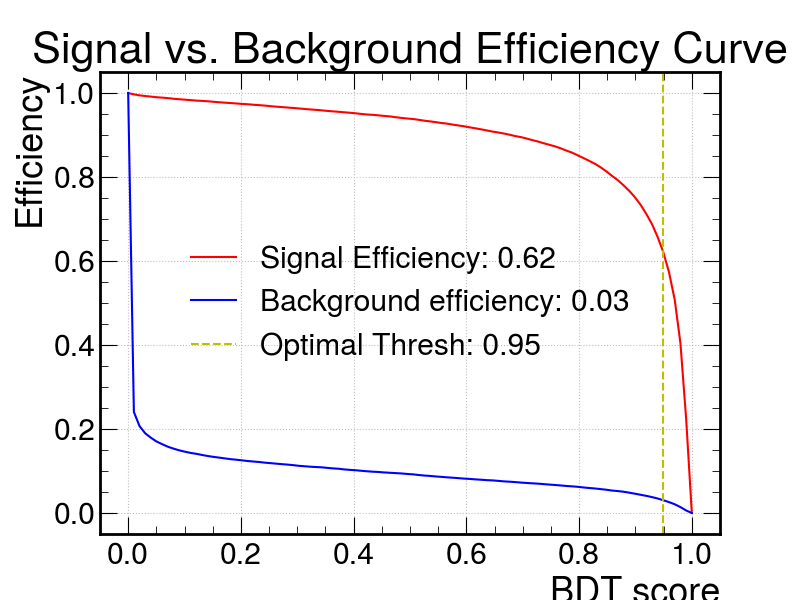 Signal vs. Background Efficiency Curve
Efficiency
1.0
0.8
0.6
0.4
0.2
0.0
Signal Efficiency: 0.62
Background efficiency: 0.03
Optimal Thresh: 0.95
0.0 0.2 0.4 0.6 0.8 1.0
BDT score